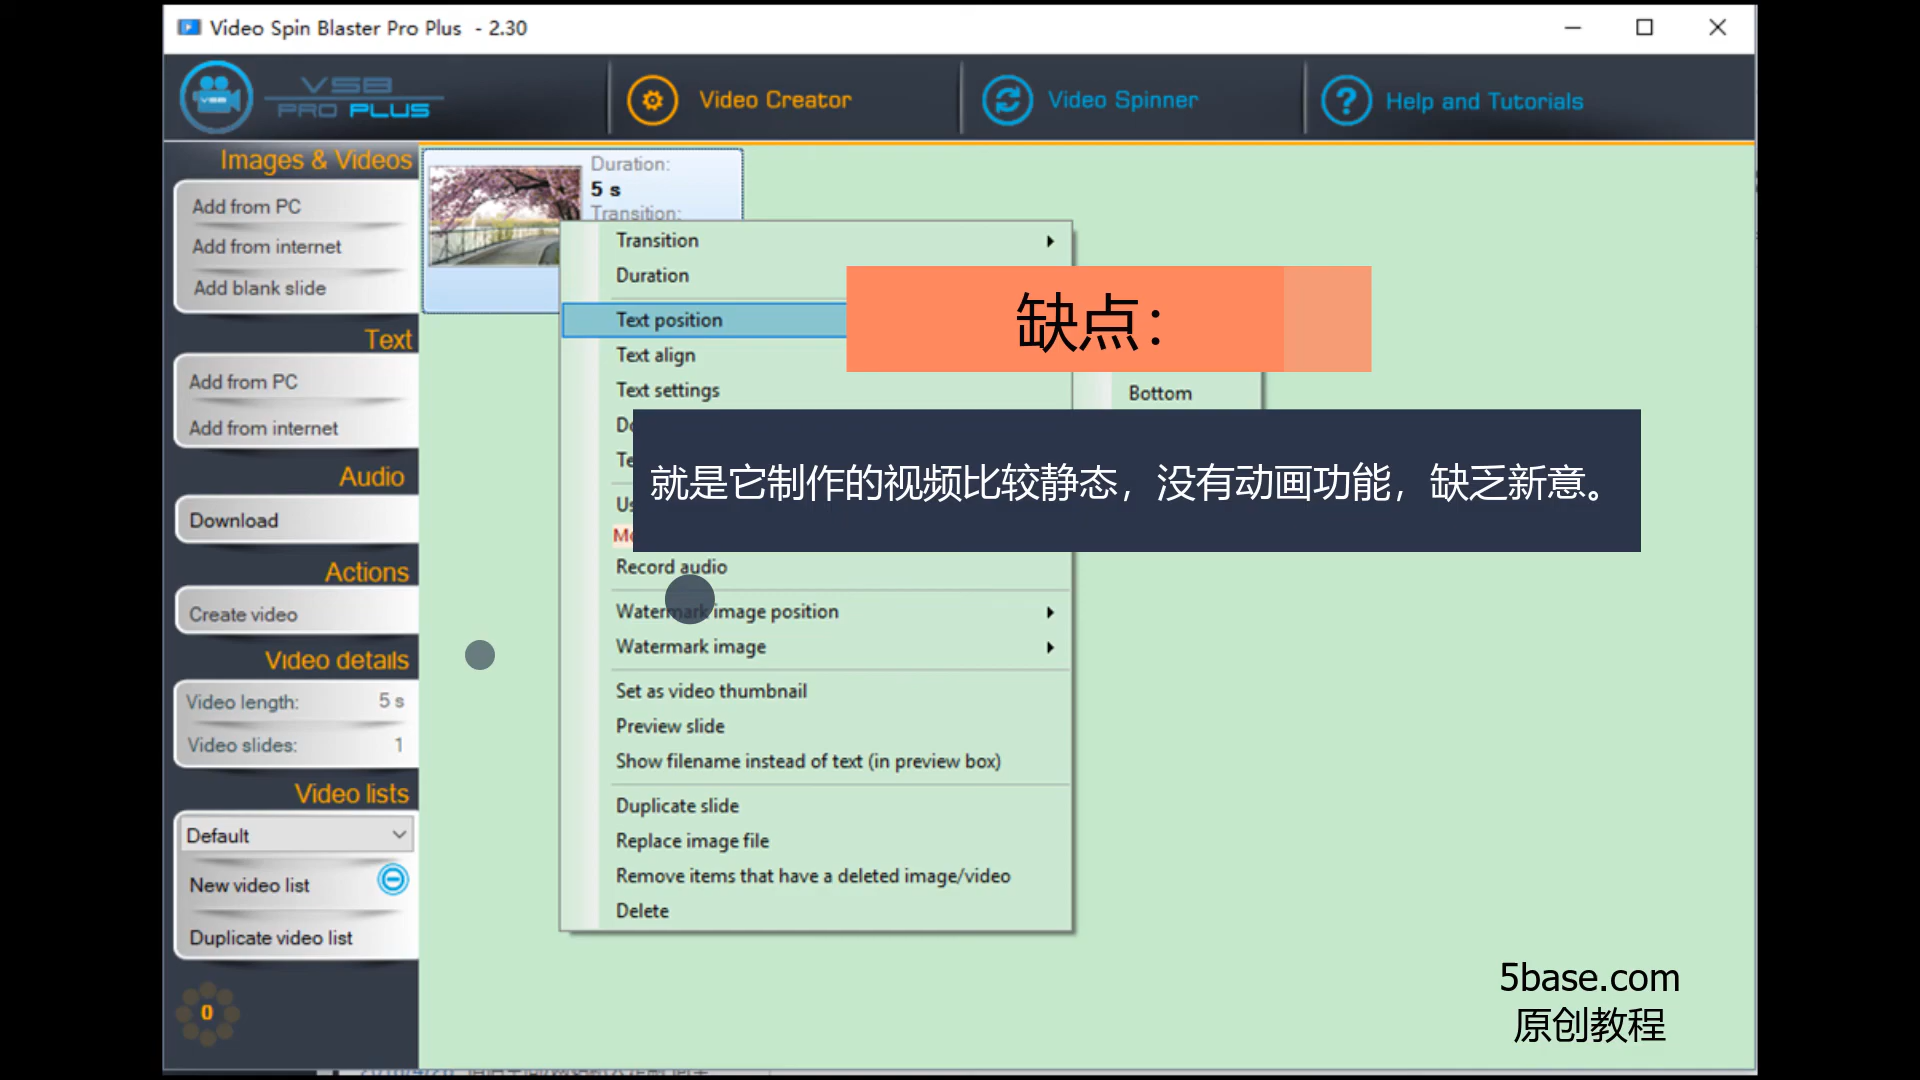 Video Spin Blaster Pro Plus - 2.30
VSB
PRO PLUS
Video Creator
Video Spinner
Help and Tutorials
Images & Videos
Add from PC
Add from internet
Add blank slide
Text
Add from PC
Add from internet
Audio
Download
Actions
Create video
Video details
Video length: 5 s
Video slides: 1
Video lists
Default
New video list
Duplicate video list
0
Duration:
5 s
Transition:
Transition
Duration
Text position
Text align
Text settings
Bottom
缺点：
就是它制作的视频比较静态，没有动画功能，缺乏新意。
Record audio
Watermark image position
Watermark image
Set as video thumbnail
Preview slide
Show filename instead of text (in preview box)
Duplicate slide
Replace image file
Remove items that have a deleted image/video
Delete
5base.com
原创教程